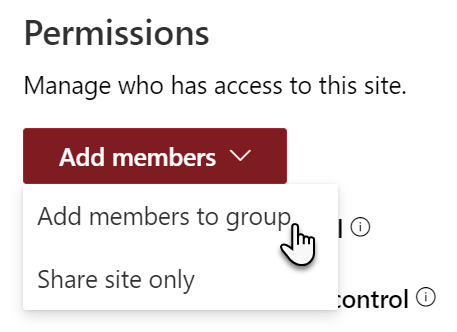 Permissions
Manage who has access to this site.
Add members
Add members to group
Share site only
control